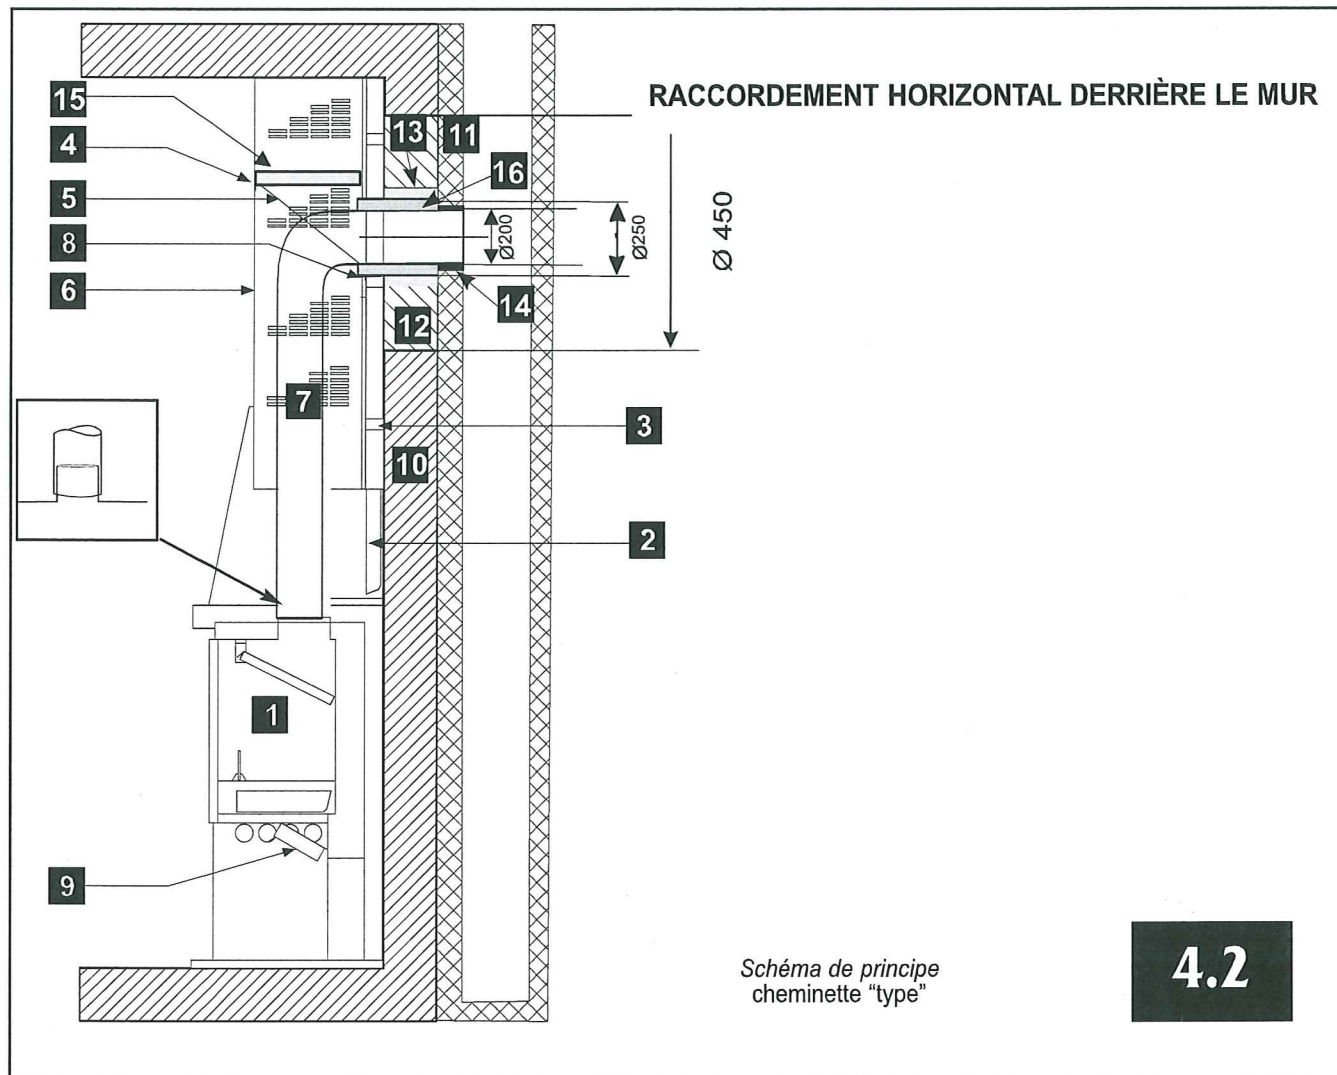 RACCORDEMENT HORIZONTAL DERRIÈRE LE MUR
15
4
5
8
6
13
11
16
Ø200
Ø250
Ø 450
14
12
7
3
10
2
1
9
Schéma de principe
cheminette “type”
4.2